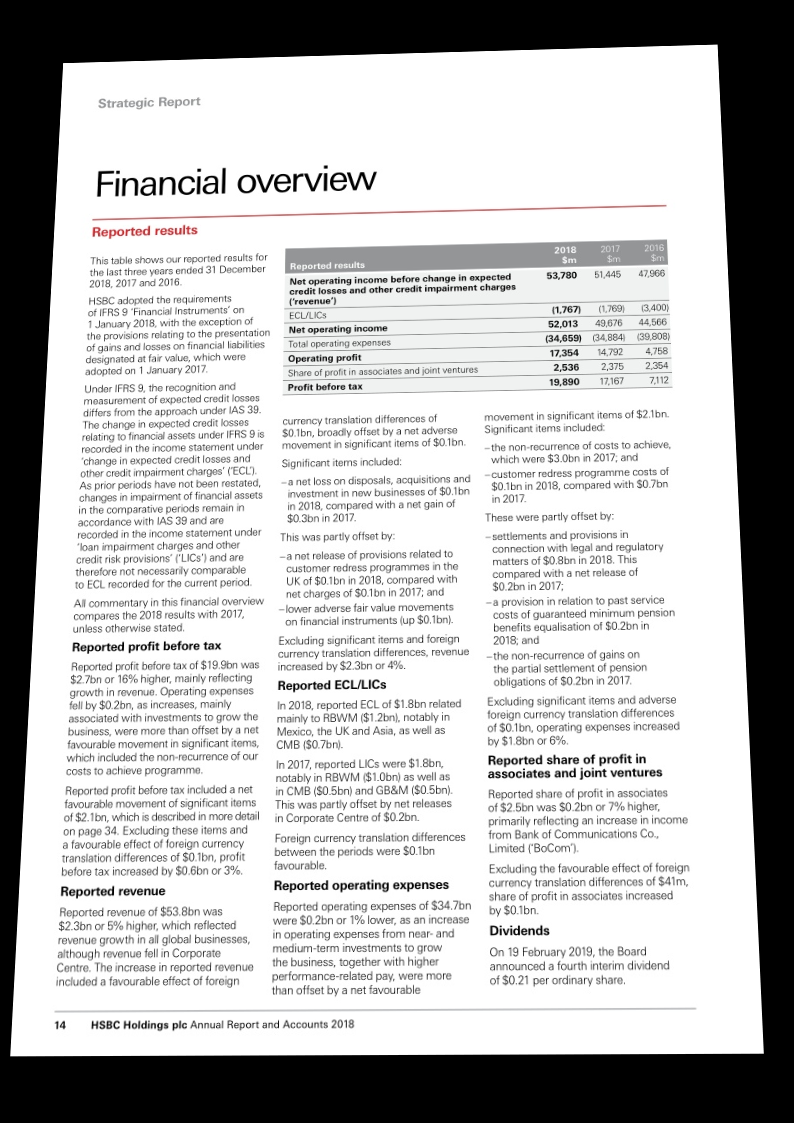 Strategic Report
Financial overview
Reported results
This table shows our reported results for
the last three years ended 31 December
2018, 2017 and 2016.
HSBC adopted the requirements
of IFRS 9 ‘Financial Instruments’ on
1 January 2018, with the exception of
the provisions relating to the presentation
of gains and losses on financial liabilities
designated at fair value, which were
adopted on 1 January 2017.
Under IFRS 9, the recognition and
measurement of expected credit losses
differs from the approach under IAS 39.
The change in expected credit losses
relating to financial assets under IFRS 9 is
recorded in the income statement under
‘change in expected credit losses and
other credit impairment charges’ (‘ECL’).
As prior periods have not been restated,
changes in impairment of financial assets
in the comparative periods remain in
accordance with IAS 39 and are
recorded in the income statement under
‘loan impairment charges and other
credit risk provisions’ (‘LICs’) and are
therefore not necessarily comparable
to ECL recorded for the current period.
All commentary in this financial overview
compares the 2018 results with 2017,
unless otherwise stated.
Reported profit before tax
Reported profit before tax of $19.9bn was
$2.7bn or 16% higher, mainly reflecting
growth in revenue. Operating expenses
fell by $0.2bn, as increases, mainly
associated with investments to grow the
business, were more than offset by a net
favourable movement in significant items,
which included the non-recurrence of our
costs to achieve programme.
Reported profit before tax included a net
favourable movement of significant items
of $2.1bn, which is described in more detail
on page 34. Excluding these items and
a favourable effect of foreign currency
translation differences of $0.1bn, profit
before tax increased by $0.6bn or 3%.
Reported revenue
Reported revenue of $53.8bn was
$2.3bn or 5% higher, which reflected
revenue growth in all global businesses,
although revenue fell in Corporate
Centre. The increase in reported revenue
included a favourable effect of foreign
2018 2017 2016
Reported results $m $m $m
Net operating income before change in expected 53,780 51,445 47,966
credit losses and other credit impairment charges
(‘revenue’)
ECL/LICs (1,767) (1,769) (3,400)
Net operating income 52,013 49,676 44,566
Total operating expenses (34,659) (34,884) (39,808)
Operating profit 17,354 14,792 4,758
Share of profit in associates and joint ventures 2,536 2,375 2,354
Profit before tax 19,890 17,167 7,112
currency translation differences of
$0.1bn, broadly offset by a net adverse
movement in significant items of $0.1bn.
Significant items included:
–a net loss on disposals, acquisitions and
investment in new businesses of $0.1bn
in 2018, compared with a net gain of
$0.3bn in 2017.
This was partly offset by:
–a net release of provisions related to
customer redress programmes in the
UK of $0.1bn in 2018, compared with
net charges of $0.1bn in 2017; and
–lower adverse fair value movements
on financial instruments (up $0.1bn).
Excluding significant items and foreign
currency translation differences, revenue
increased by $2.3bn or 4%.
Reported ECL/LICs
In 2018, reported ECL of $1.8bn related
mainly to RBWM ($1.2bn), notably in
Mexico, the UK and Asia, as well as
CMB ($0.7bn).
In 2017, reported LICs were $1.8bn,
notably in RBWM ($1.0bn) as well as
in CMB ($0.5bn) and GB&M ($0.5bn).
This was partly offset by net releases
in Corporate Centre of $0.2bn.
Foreign currency translation differences
between the periods were $0.1bn
favourable.
Reported operating expenses
Reported operating expenses of $34.7bn
were $0.2bn or 1% lower, as an increase
in operating expenses from near- and
medium-term investments to grow
the business, together with higher
performance-related pay, were more
than offset by a net favourable
movement in significant items of $2.1bn.
Significant items included:
–the non-recurrence of costs to achieve,
which were $3.0bn in 2017; and
–customer redress programme costs of
$0.1bn in 2018, compared with $0.7bn
in 2017.
These were partly offset by:
–settlements and provisions in
connection with legal and regulatory
matters of $0.8bn in 2018. This
compared with a net release of
$0.2bn in 2017;
–a provision in relation to past service
costs of guaranteed minimum pension
benefits equalisation of $0.2bn in
2018; and
–the non-recurrence of gains on
the partial settlement of pension
obligations of $0.2bn in 2017.
Excluding significant items and adverse
foreign currency translation differences
of $0.1bn, operating expenses increased
by $1.8bn or 6%.
Reported share of profit in
associates and joint ventures
Reported share of profit in associates
of $2.5bn was $0.2bn or 7% higher,
primarily reflecting an increase in income
from Bank of Communications Co.,
Limited (‘BoCom’).
Excluding the favourable effect of foreign
currency translation differences of $41m,
share of profit in associates increased
by $0.1bn.
Dividends
On 19 February 2019, the Board
announced a fourth interim dividend
of $0.21 per ordinary share.
14 HSBC Holdings plc Annual Report and Accounts 2018